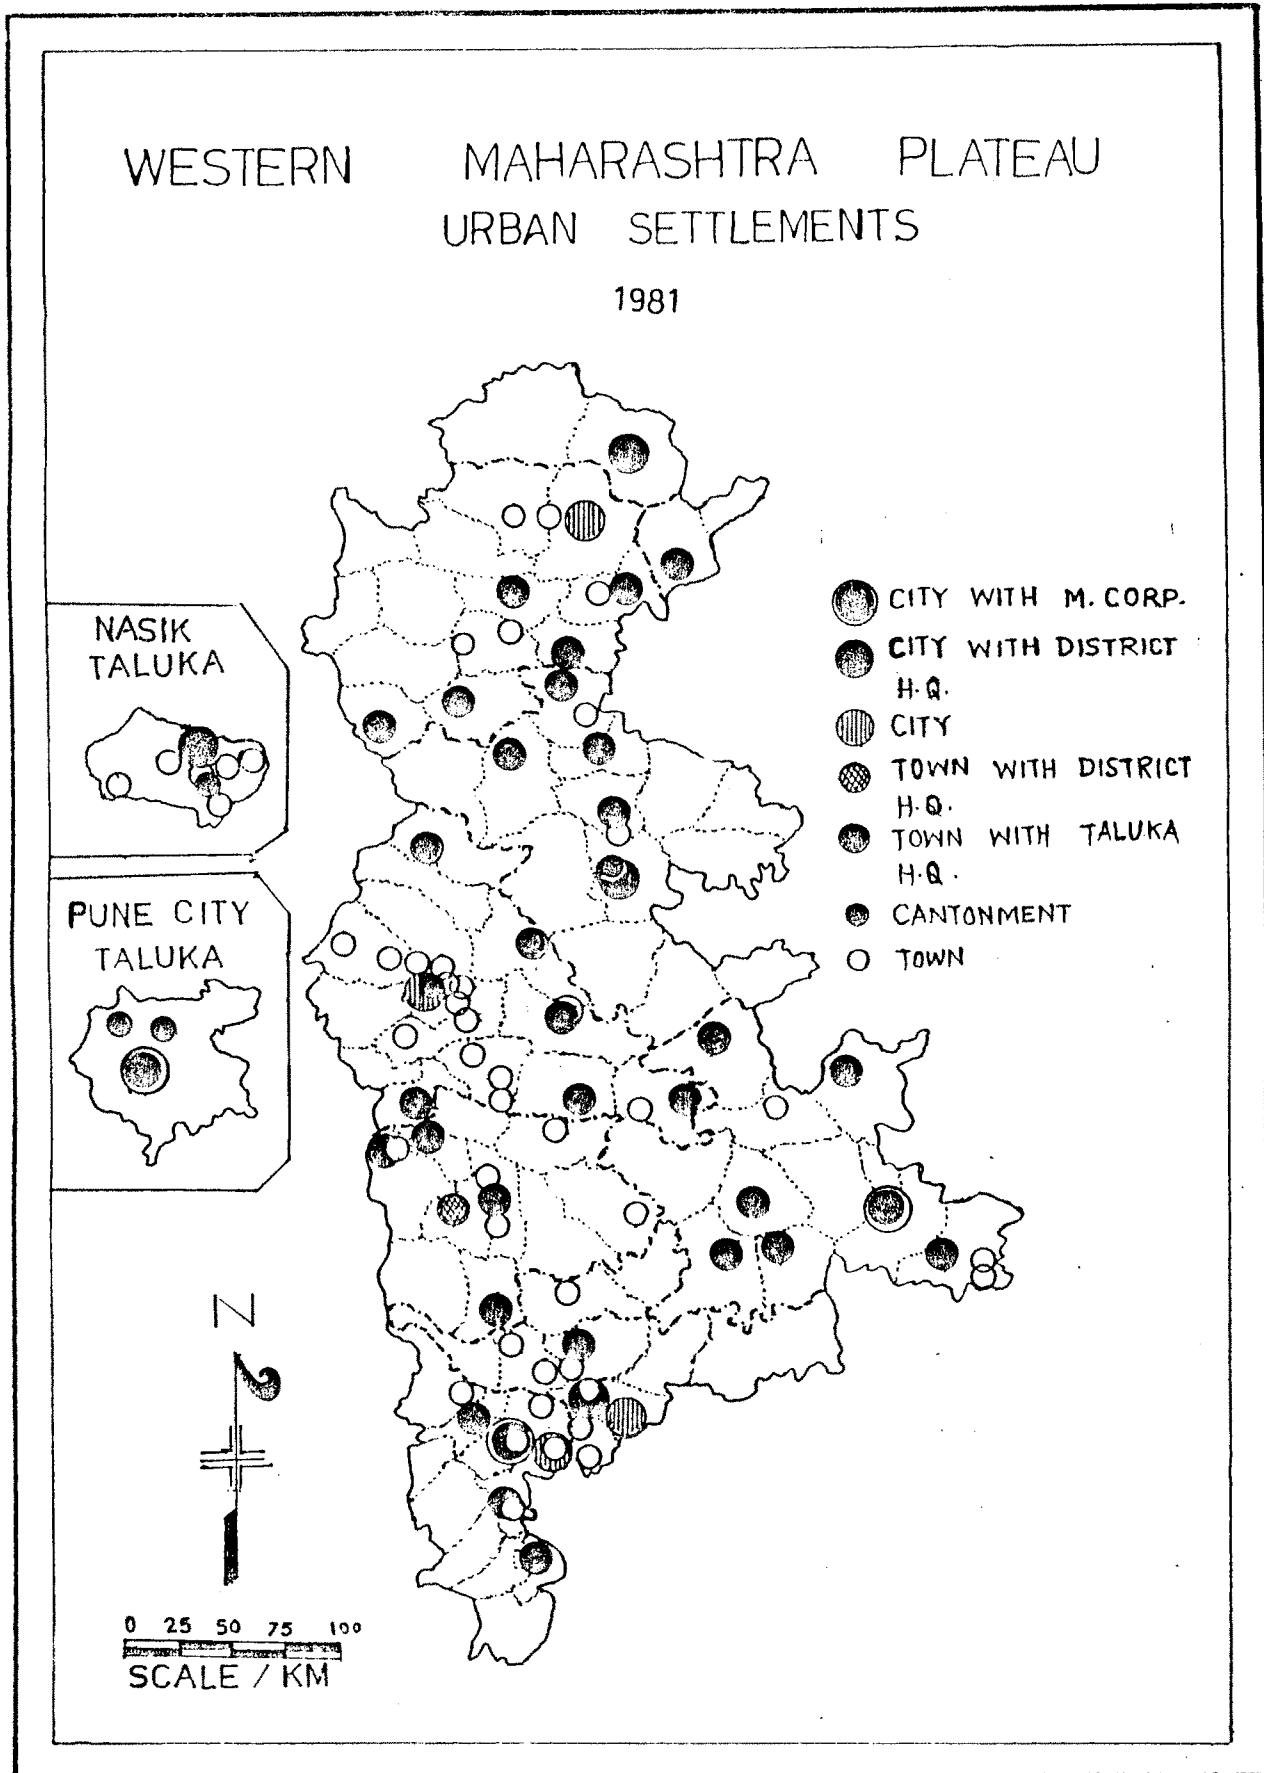 WESTERN MAHARASHTRA PLATEAU
URBAN SETTLEMENTS
1981
NASIK
TALUKA
PUNE CITY
TALUKA
CITY WITH M. CORP.
CITY WITH DISTRICT
H.Q.
CITY
TOWN WITH DISTRICT
H.Q.
TOWN WITH TALUKA
H.Q.
CANTONMENT
TOWN
N
0 25 50 75 100
SCALE / KM